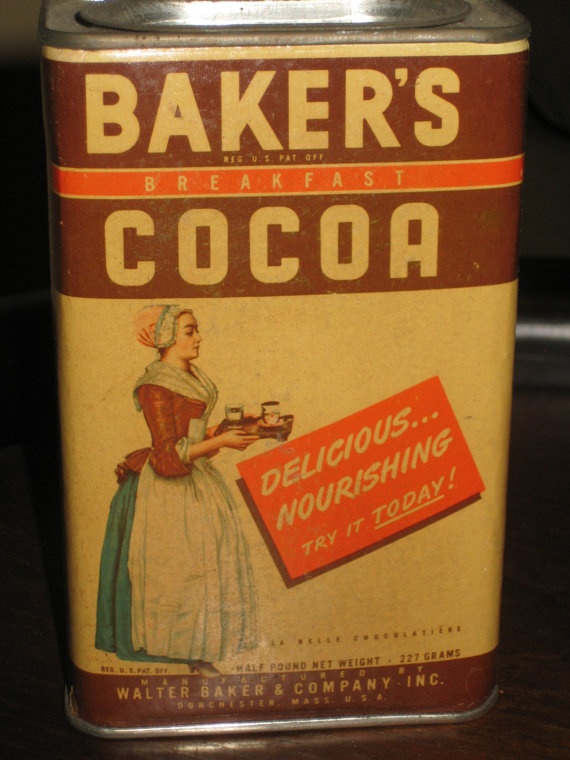 BAKER'S
REG. U.S. PAT. OFF.
BREAKFAST
COCOA
DELICIOUS...
NOURISHING
TRY IT TODAY!
LA BELLE CHOCOLATIÈRE
REG. U.S. PAT. OFF. HALF POUND NET WEIGHT · 227 GRAMS
MANUFACTURED BY
WALTER BAKER & COMPANY · INC.
DORCHESTER, MASS. U.S.A.